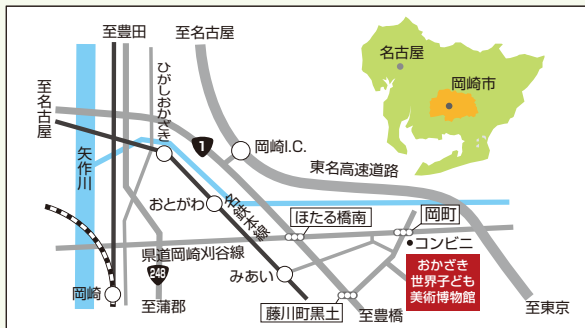 至豊田
至名古屋
至名古屋
ひがしおかざき
名古屋
岡崎市
1
岡崎I.C.
矢作川
東名高速道路
おとがわ
名鉄本線
ほたる橋南
岡町
コンビニ
県道岡崎刈谷線
248
みあい
おかざき
世界子ども
美術博物館
岡崎
至蒲郡
藤川町黒土
至豊橋
至東京